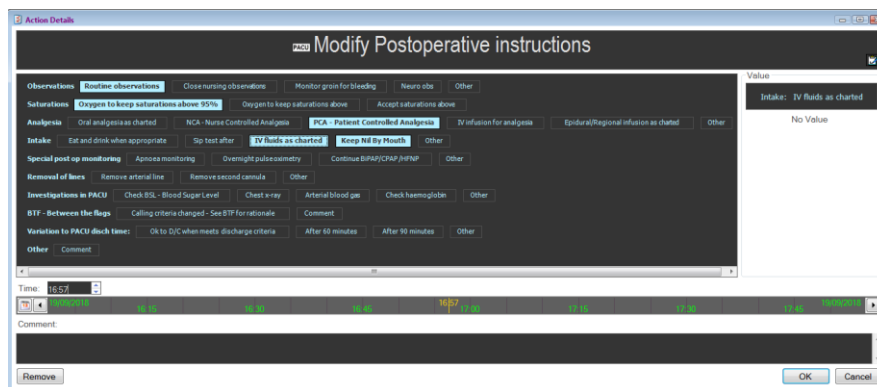 Action Details
PACU Modify Postoperative instructions
Value
Observations Routine observations Close nursing observations Monitor groin for bleeding Neuro obs Other
Intake: IV fluids as charted
Saturations Oxygen to keep saturations above 95% Oxygen to keep saturations above Accept saturations above
No Value
Analgesia Oral analgesia as charted NCA - Nurse Controlled Analgesia PCA - Patient Controlled Analgesia IV infusion for analgesia Epidural/Regional infusion as charted Other
Intake Eat and drink when appropriate Sip test after IV fluids as charted Keep Nil By Mouth Other
Special post op monitoring Apnoea monitoring Overnight pulse oximetry Continue BiPAP/CPAP/HFNP Other
Removal of lines Remove arterial line Remove second cannula Other
Investigations in PACU Check BSL - Blood Sugar Level Chest x-ray Arterial blood gas Check haemoglobin Other
BTF - Between the flags Calling criteria changed - See BTF for rationale Comment
Variation to PACU disch time: Ok to D/C when meets discharge criteria After 60 minutes After 90 minutes Other
Other Comment
Time: 16:57
19/09/2018 16:57 19/09/2018
16:15 16:30 16:45 17:00 17:15 17:30 17:45
Comment:
Remove OK Cancel